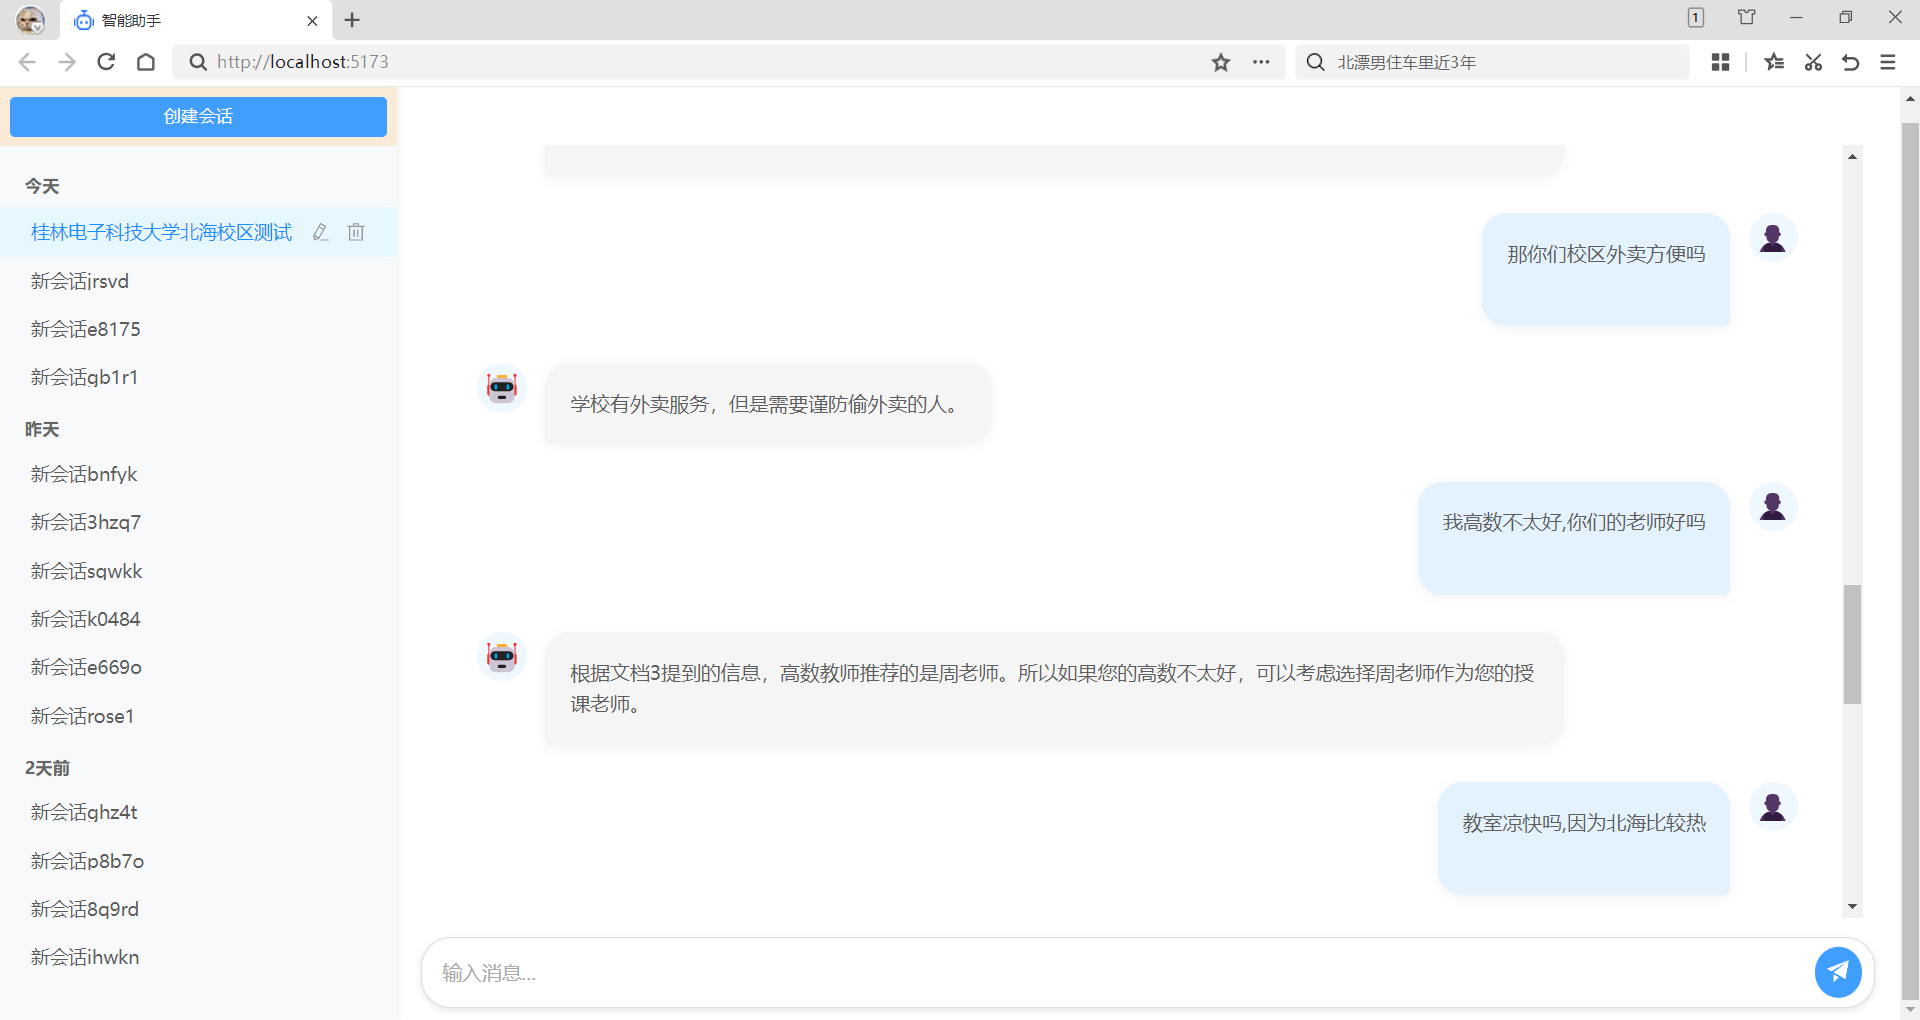 智能助手
1
http://localhost:5173
北漂男住车里近3年
创建会话
今天
桂林电子科技大学北海校区测试
新会话jrsvd
新会话e8175
新会话gb1r1
昨天
新会话bnfyk
新会话3hzq7
新会话sqwkk
新会话k0484
新会话e669o
新会话rose1
2天前
新会话ghz4t
新会话p8b7o
新会话8q9rd
新会话ihwkn
那你们校区外卖方便吗
学校有外卖服务，但是需要谨防偷外卖的人。
我高数不太好,你们的老师好吗
根据文档3提到的信息，高数教师推荐的是周老师。所以如果您的高数不太好，可以考虑选择周老师作为您的授
课老师。
教室凉快吗,因为北海比较热
输入消息...